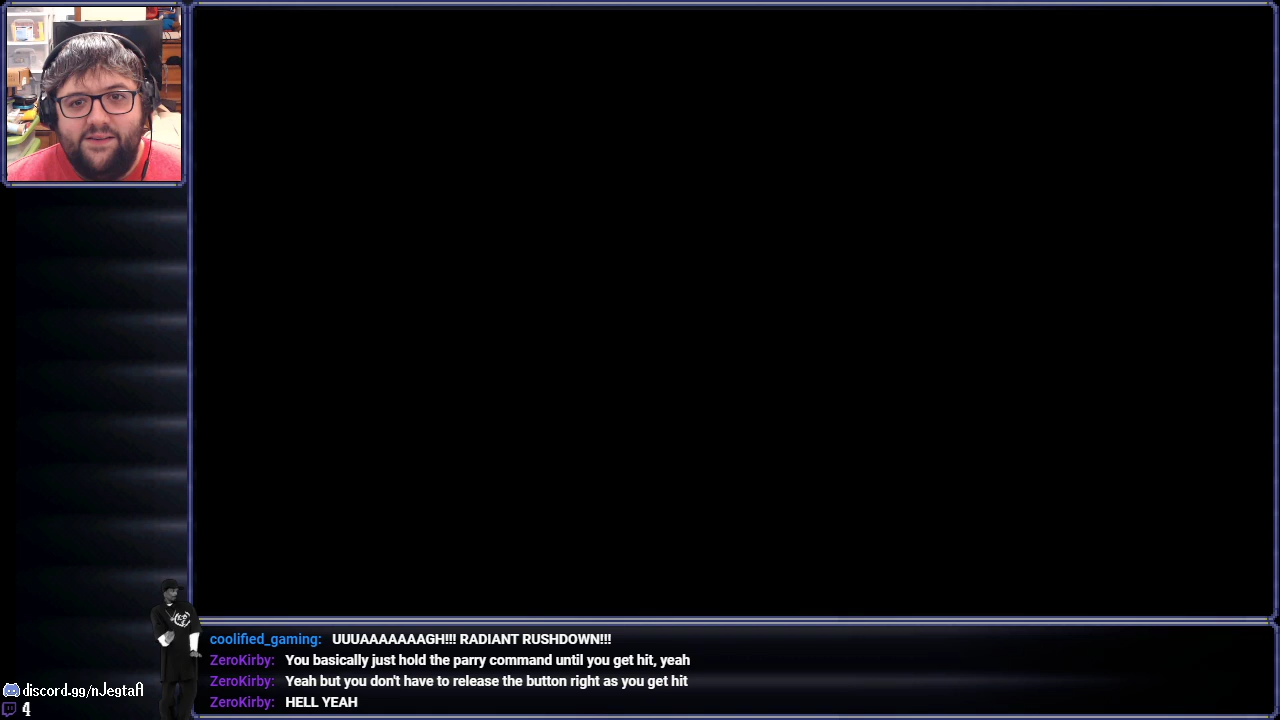 coolified_gaming: UUUAAAAAAAGH!!! RADIANT RUSHDOWN!!!
ZeroKirby: You basically just hold the parry command until you get hit, yeah
ZeroKirby: Yeah but you don't have to release the button right as you get hit
ZeroKirby: HELL YEAH
discord.gg/nJegtaA
4